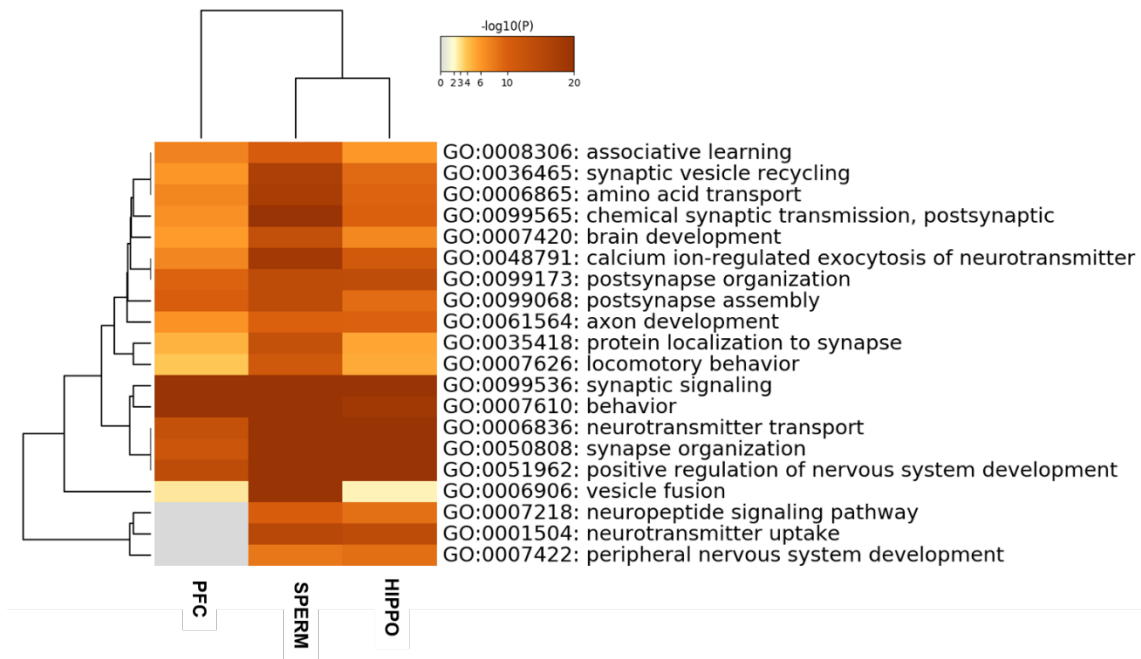 -log10(P)
0 2 3 4 6 10 20
GO:0008306: associative learning
GO:0036465: synaptic vesicle recycling
GO:0006865: amino acid transport
GO:0099565: chemical synaptic transmission, postsynaptic
GO:0007420: brain development
GO:0048791: calcium ion-regulated exocytosis of neurotransmitter
GO:0099173: postsynapse organization
GO:0099068: postsynapse assembly
GO:0061564: axon development
GO:0035418: protein localization to synapse
GO:0007626: locomotory behavior
GO:0099536: synaptic signaling
GO:0007610: behavior
GO:0006836: neurotransmitter transport
GO:0050808: synapse organization
GO:0051962: positive regulation of nervous system development
GO:0006906: vesicle fusion
GO:0007218: neuropeptide signaling pathway
GO:0001504: neurotransmitter uptake
GO:0007422: peripheral nervous system development
PFC
SPERM
HIPPO